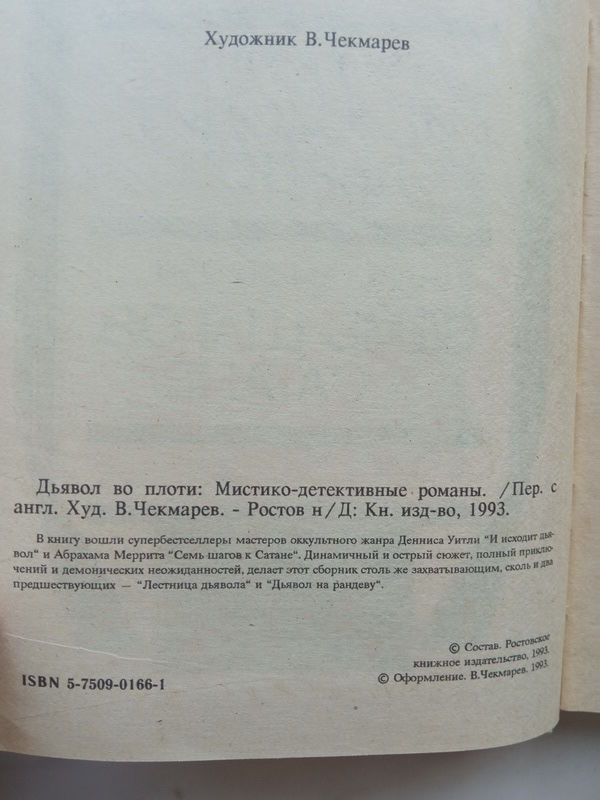 Художник В.Чекмарев
Дьявол во плоти: Мистико-детективные романы. /Пер. с
англ. Худ. В.Чекмарев. - Ростов н/Д: Кн. изд-во, 1993.
В книгу вошли супербестселлеры мастеров оккультного жанра Денниса Уитли "И исходит дья-
вол" и Абрахама Меррита "Семь шагов к Сатане". Динамичный и острый сюжет, полный приклю-
чений и демонических неожиданностей, делает этот сборник столь же захватывающим, сколь и два
предшествующих — "Лестница дьявола" и "Дьявол на рандеву".
© Состав. Ростовское
книжное издательство, 1993.
© Оформление. В.Чекмарев. 1993.
ISBN 5-7509-0166-1